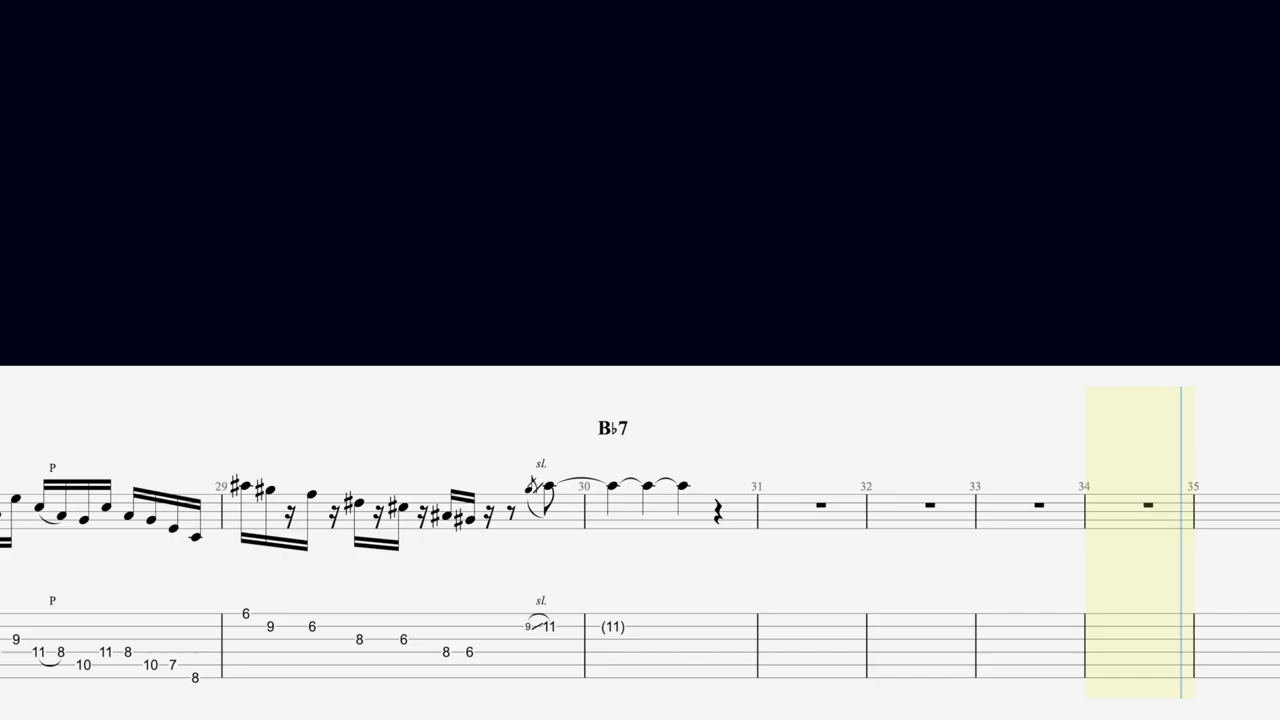 B♭7
P sl.
29 30 31 32 33 34 35
P sl.
6
9 6 9 11 (11)
9 8 6
11 8 11 8 8 6
10 10 7
8